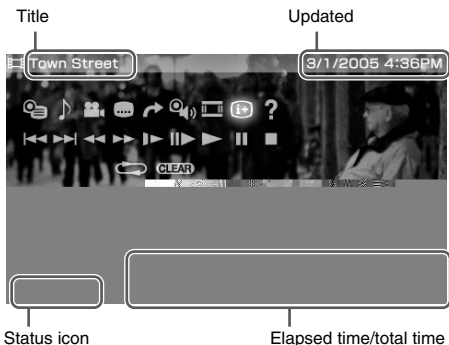 Title Updated
Town Street 3/1/2005 4:36PM
i+ ?
CLEAR
Status icon Elapsed time/total time